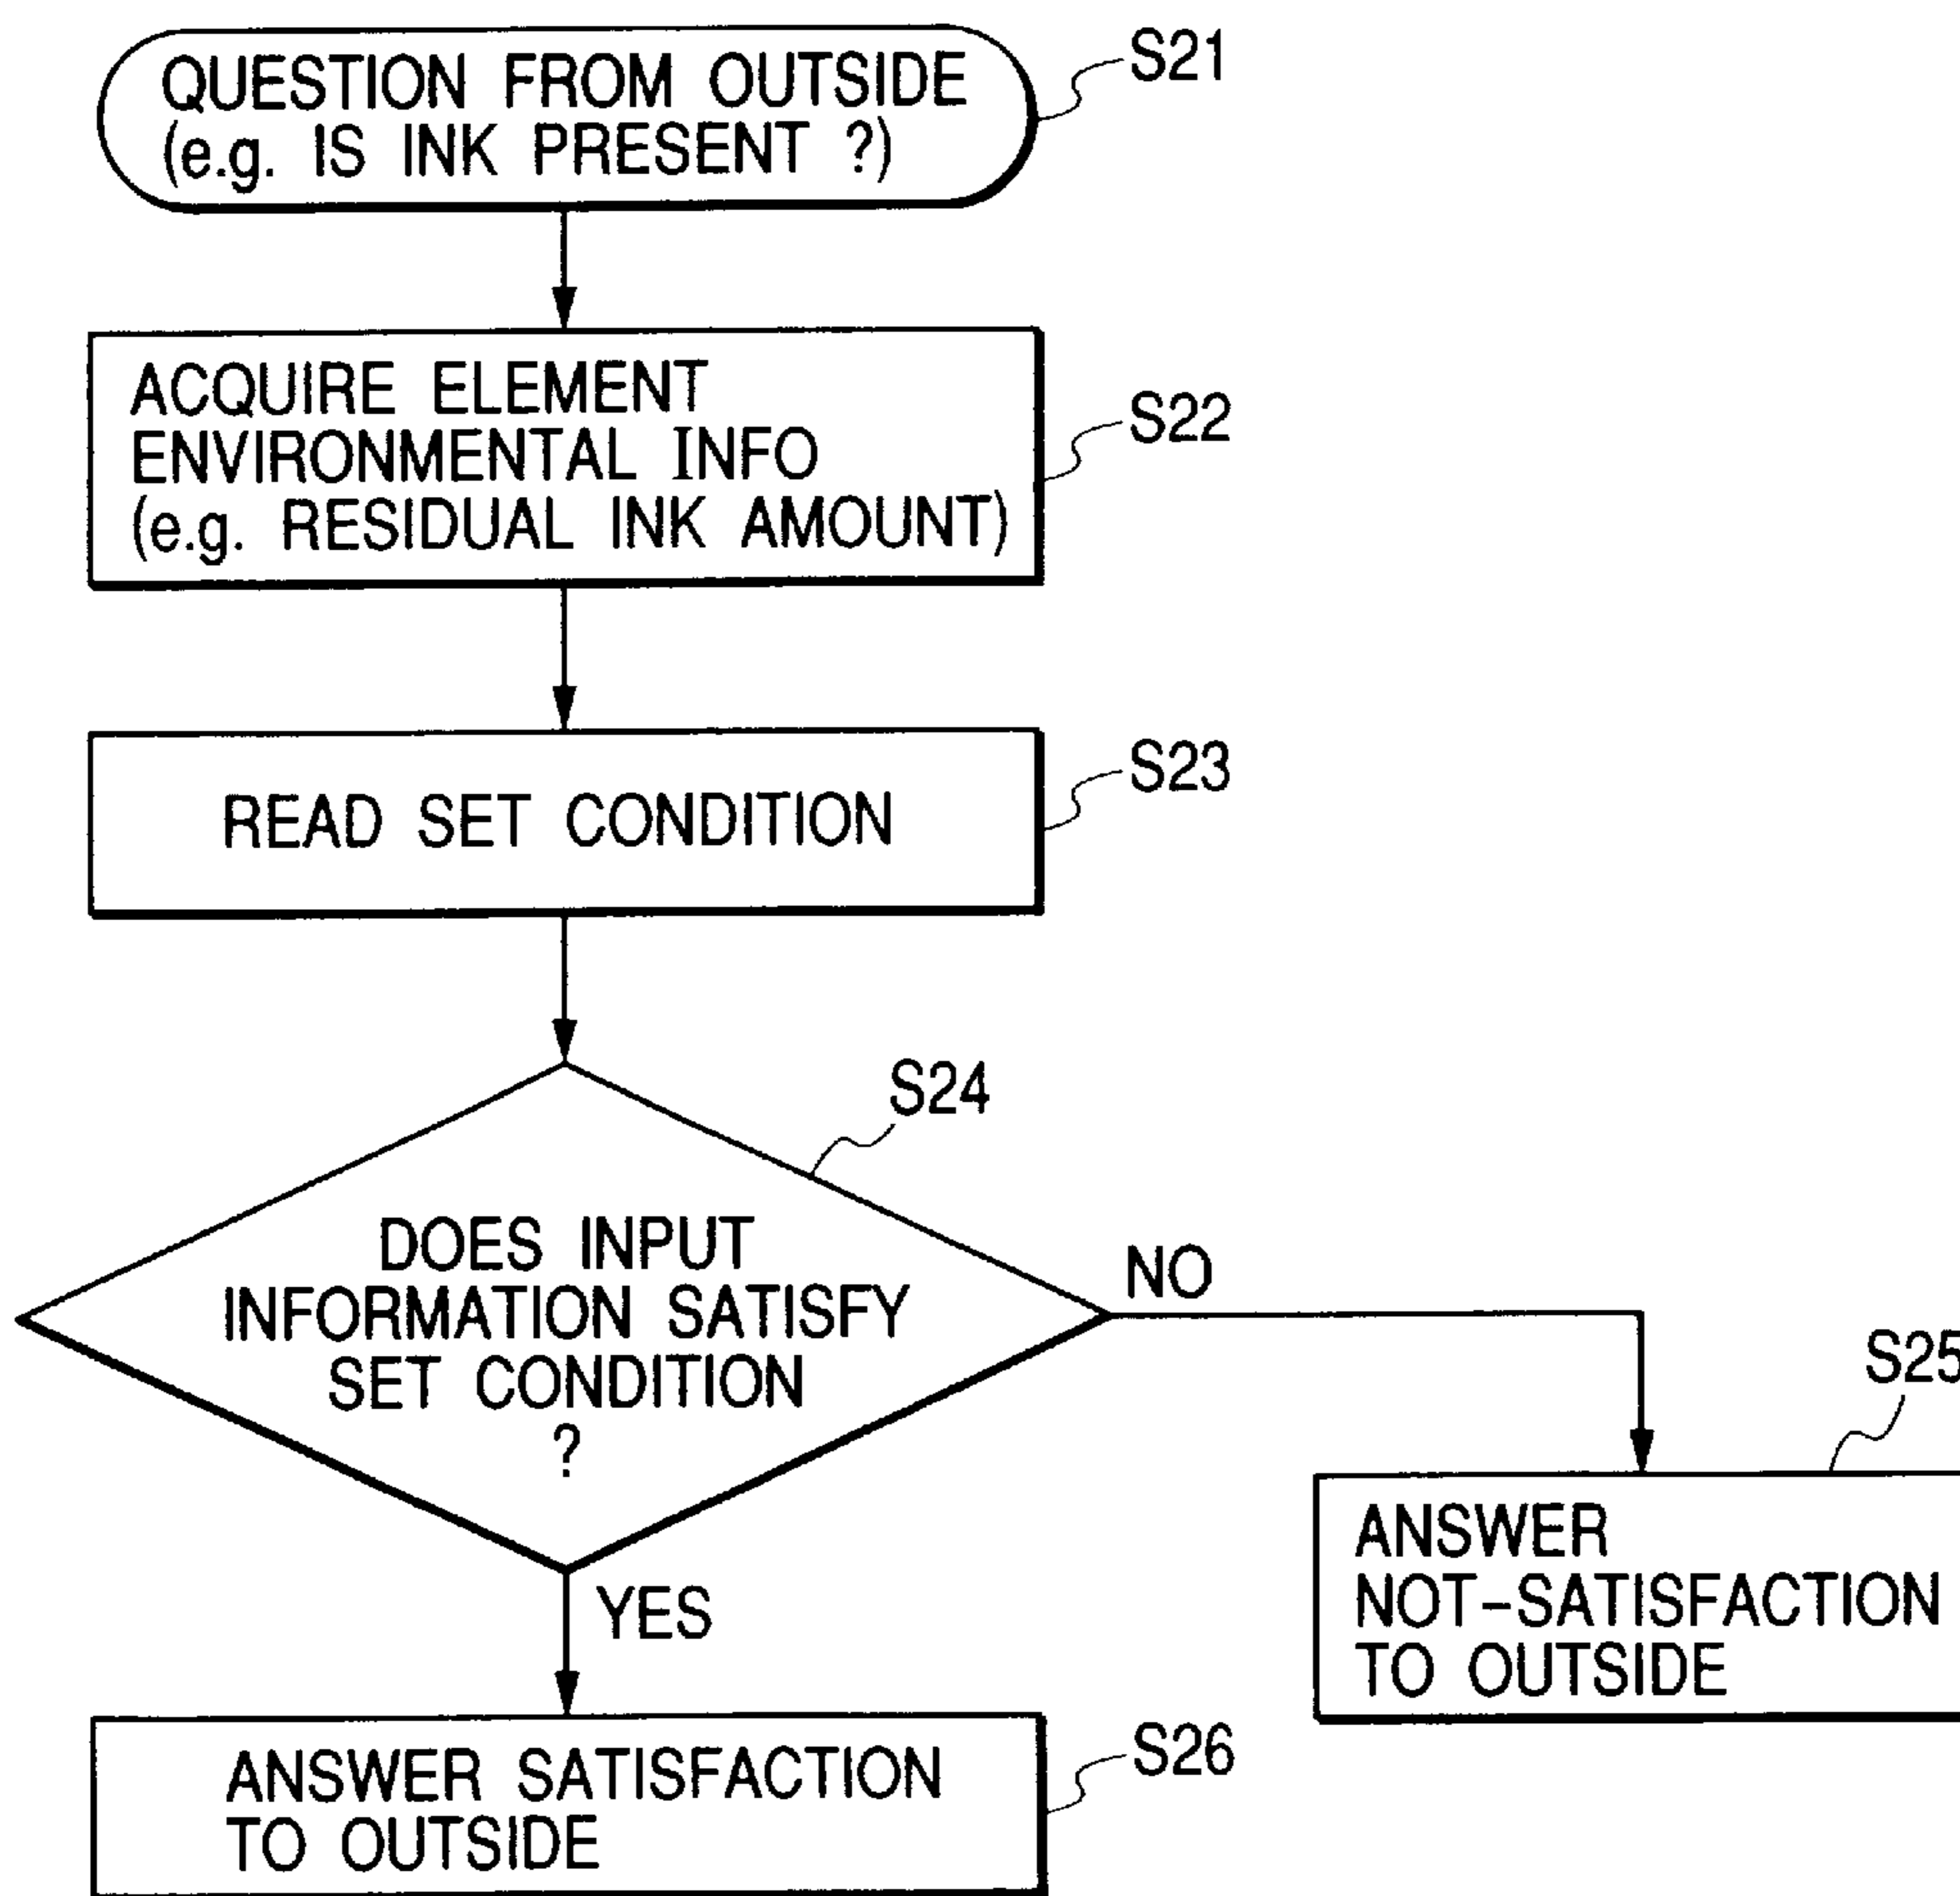 QUESTION FROM OUTSIDE
(e.g. IS INK PRESENT ?)
S21
ACQUIRE ELEMENT
ENVIRONMENTAL INFO
(e.g. RESIDUAL INK AMOUNT)
S22
READ SET CONDITION
S23
S24
DOES INPUT
INFORMATION SATISFY
SET CONDITION
?
NO
S25
ANSWER
NOT-SATISFACTION
TO OUTSIDE
YES
ANSWER SATISFACTION
TO OUTSIDE
S26